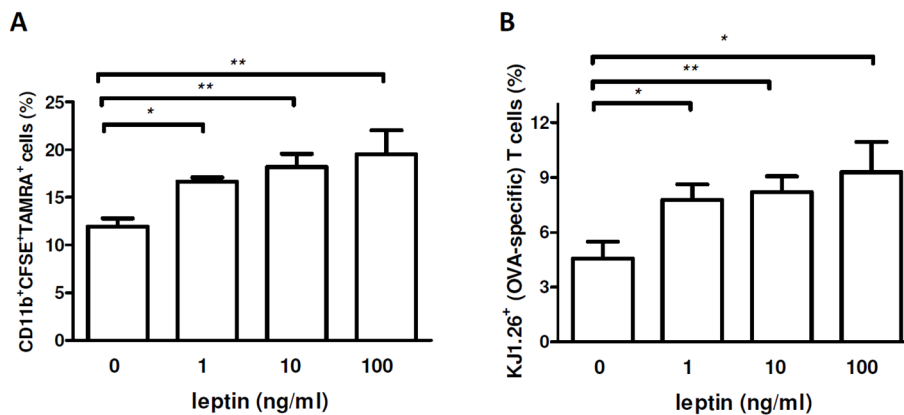 A
**
**
*
CD11b⁺CFSE⁺TAMRA⁺ cells (%)
25
20
15
10
5
0
0 1 10 100
leptin (ng/ml)
B
*
**
*
KJ1.26⁺ (OVA-specific) T cells (%)
12
9
6
3
0
0 1 10 100
leptin (ng/ml)